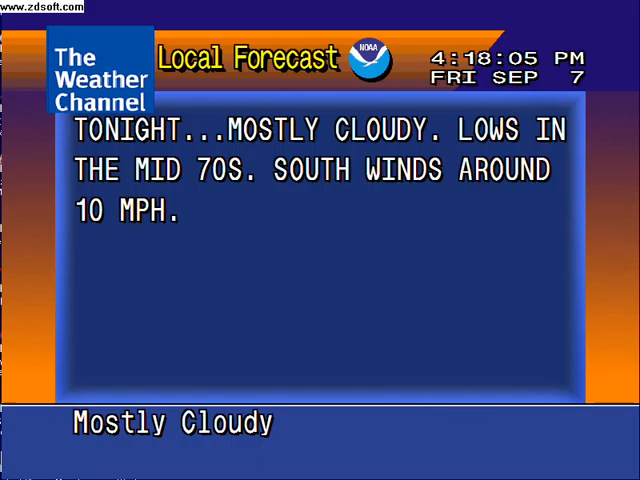 www.zdsoft.com
The
Weather
Channel
Local Forecast
NOAA
4:18:05 PM
FRI SEP 7
TONIGHT...MOSTLY CLOUDY. LOWS IN
THE MID 70S. SOUTH WINDS AROUND
10 MPH.
Mostly Cloudy